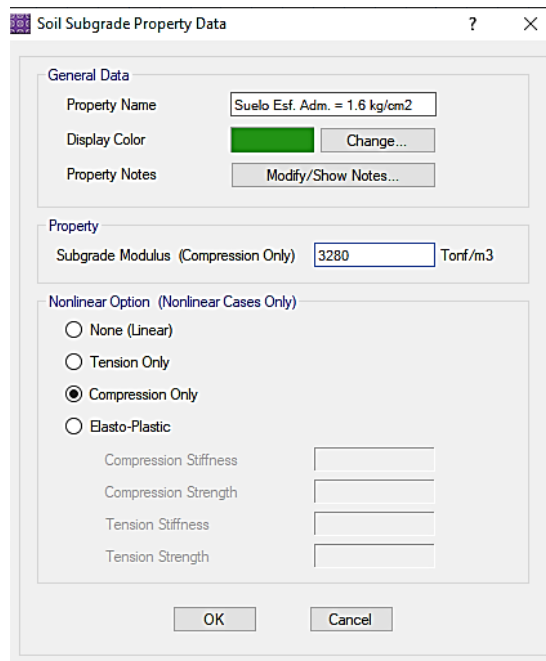 Soil Subgrade Property Data ? X
General Data
Property Name Suelo Esf. Adm. = 1.6 kg/cm2
Display Color Change...
Property Notes Modify/Show Notes...
Property
Subgrade Modulus (Compression Only) 3280 Tonf/m3
Nonlinear Option (Nonlinear Cases Only)
None (Linear)
Tension Only
Compression Only
Elasto-Plastic
Compression Stiffness
Compression Strength
Tension Stiffness
Tension Strength
OK Cancel